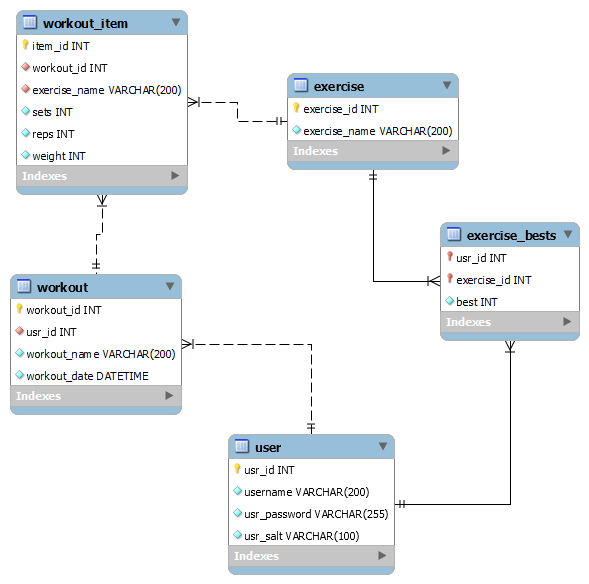 workout_item
item_id INT
workout_id INT
exercise_name VARCHAR(200)
sets INT
reps INT
weight INT
Indexes
exercise
exercise_id INT
exercise_name VARCHAR(200)
Indexes
exercise_bests
usr_id INT
exercise_id INT
best INT
Indexes
workout
workout_id INT
usr_id INT
workout_name VARCHAR(200)
workout_date DATETIME
Indexes
user
usr_id INT
username VARCHAR(200)
usr_password VARCHAR(255)
usr_salt VARCHAR(100)
Indexes